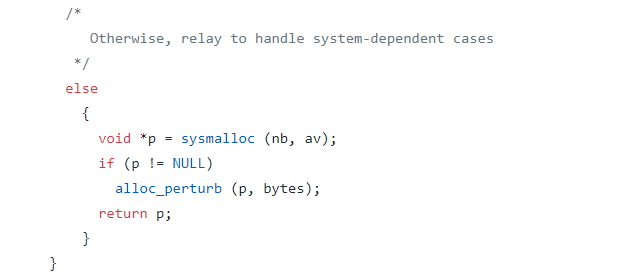 /*
Otherwise, relay to handle system-dependent cases
*/
else
{
void *p = sysmalloc (nb, av);
if (p != NULL)
alloc_perturb (p, bytes);
return p;
}
}